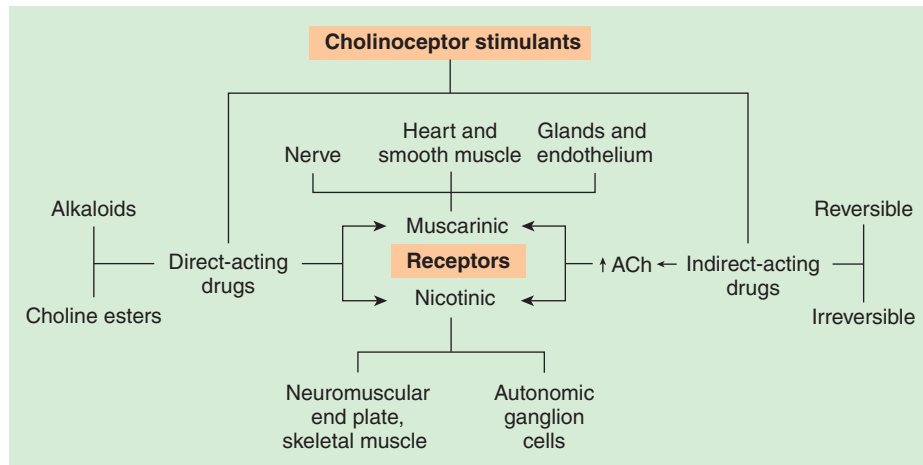 Cholinoceptor stimulants
Nerve
Heart and
smooth muscle
Glands and
endothelium
Alkaloids
Reversible
Muscarinic
Direct-acting
drugs
Receptors
↑ ACh
Indirect-acting
drugs
Nicotinic
Choline esters
Irreversible
Neuromuscular
end plate,
skeletal muscle
Autonomic
ganglion
cells